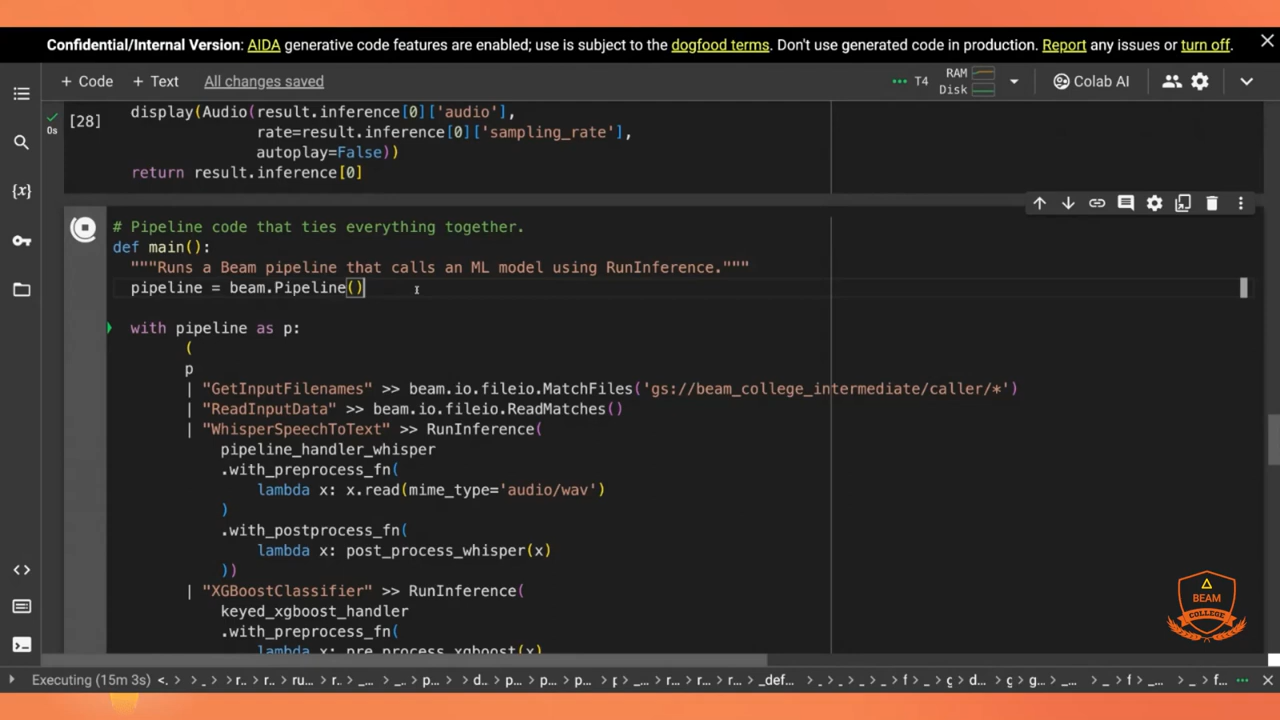 Confidential/Internal Version: AIDA generative code features are enabled; use is subject to the dogfood terms. Don't use generated code in production. Report any issues or turn off.
+ Code + Text All changes saved
T4 RAM Disk Colab AI
display(Audio(result.inference[0]['audio'],
[28]
0s
rate=result.inference[0]['sampling_rate'],
autoplay=False))
return result.inference[0]
# Pipeline code that ties everything together.
def main():
"""Runs a Beam pipeline that calls an ML model using RunInference."""
pipeline = beam.Pipeline()
with pipeline as p:
(
p
| "GetInputFilenames" >> beam.io.fileio.MatchFiles('gs://beam_college_intermediate/caller/*')
| "ReadInputData" >> beam.io.fileio.ReadMatches()
| "WhisperSpeechToText" >> RunInference(
pipeline_handler_whisper
.with_preprocess_fn(
lambda x: x.read(mime_type='audio/wav')
)
.with_postprocess_fn(
lambda x: post_process_whisper(x)
))
| "XGBoostClassifier" >> RunInference(
keyed_xgboost_handler
.with_preprocess_fn(
lambda x: pre_process_xgboost(x)
BEAM
COLLEGE
Executing (15m 3s) <. > _ > r.. > r.. > ru... > r. > _... > _.. > p... > d.. > p... > p... > p... > p > _... > r... > r... > r... > _def... > _ > _ > _ > f > _ > g > d... > g > g... > _... > _ > f > _... > _ > f...